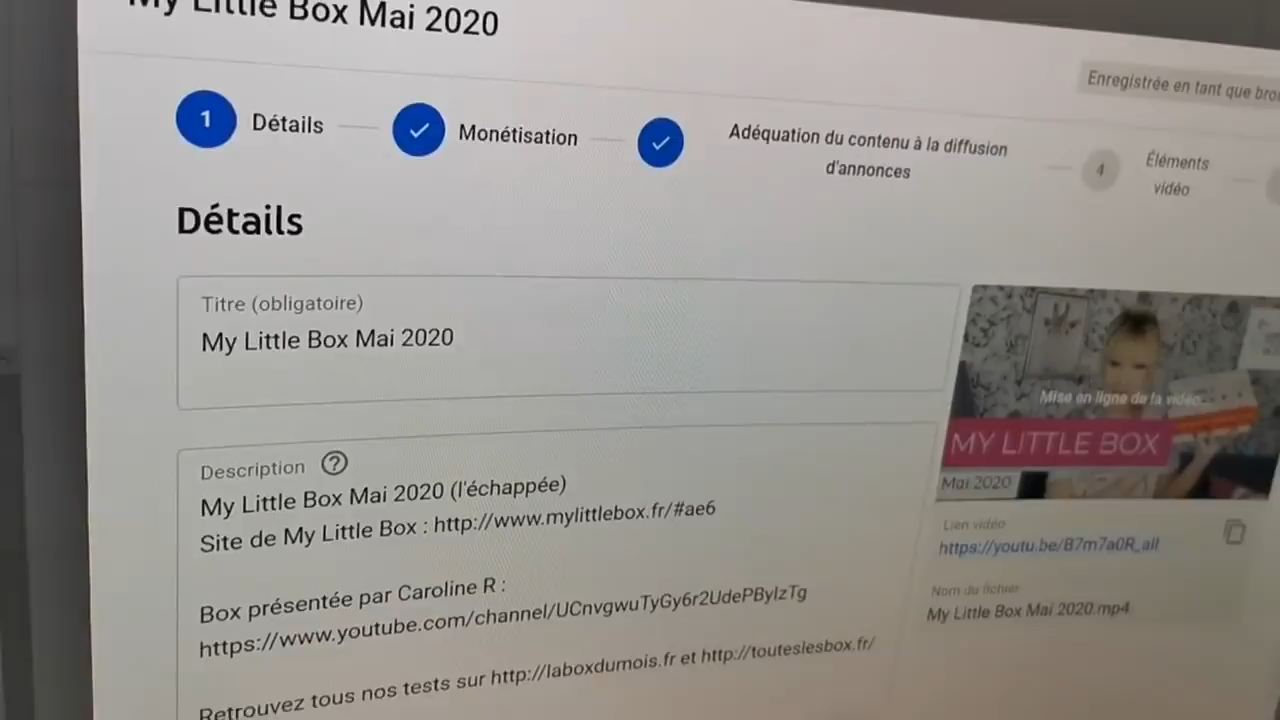 My Little Box Mai 2020
Enregistrée en tant que
1
Détails
Monétisation
Adéquation du contenu à la diffusion
d'annonces
4
Éléments
vidéo
Détails
Titre (obligatoire)
My Little Box Mai 2020
Description ?
My Little Box Mai 2020 (l'échappée)
Site de My Little Box : http://www.mylittlebox.fr/#ae6
Box présentée par Caroline R :
https://www.youtube.com/channel/UCnvgwuTyGy6r2UdePBylzTg
Retrouvez tous nos tests sur http://laboxdumois.fr et http://touteslesbox.fr/
Mise en ligne de la vidéo...
MY LITTLE BOX
Mai 2020
Lien vidéo
https://youtu.be/B7m7a0R_aII
Nom du fichier
My Little Box Mai 2020.mp4